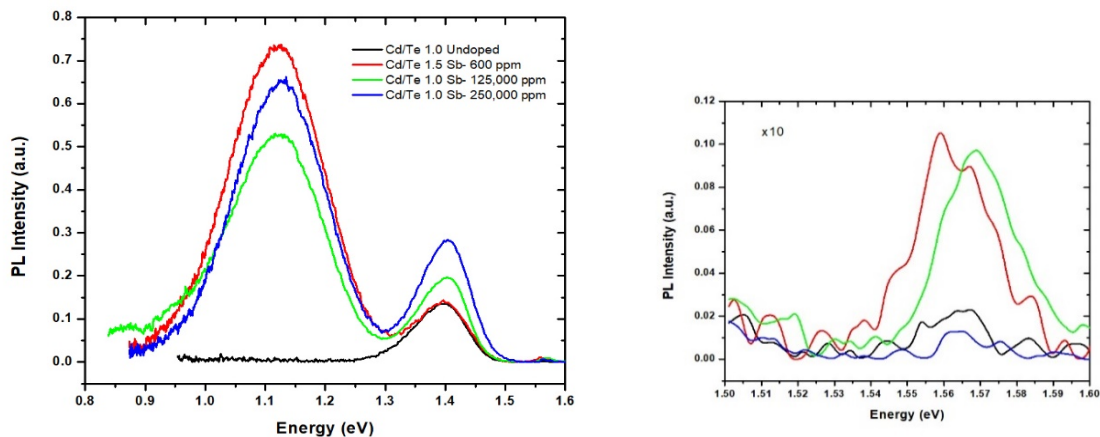 0.8
0.7
0.6
0.5
0.4
0.3
0.2
0.1
0.0
PL Intensity (a.u.)
Cd/Te 1.0 Undoped
Cd/Te 1.5 Sb- 600 ppm
Cd/Te 1.0 Sb- 125,000 ppm
Cd/Te 1.0 Sb- 250,000 ppm
0.8 0.9 1.0 1.1 1.2 1.3 1.4 1.5 1.6
Energy (eV)
0.12
0.10
0.08
0.06
0.04
0.02
0.00
PL Intensity (a.u.)
x10
1.50 1.51 1.52 1.53 1.54 1.55 1.56 1.57 1.58 1.59 1.60
Energy (eV)